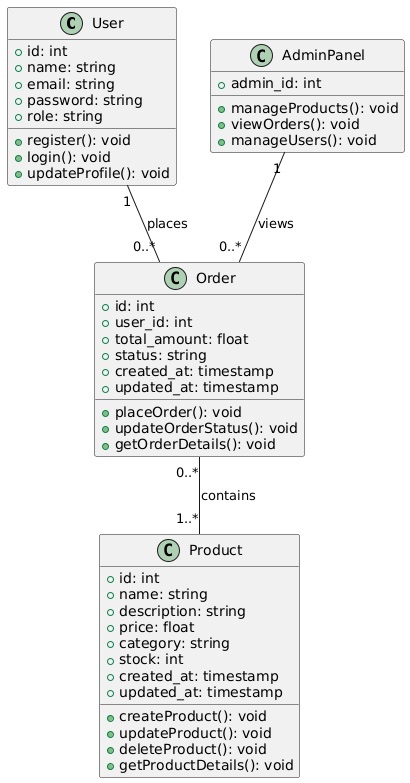 C User
id: int
name: string
email: string
password: string
role: string
register(): void
login(): void
updateProfile(): void
C AdminPanel
admin_id: int
manageProducts(): void
viewOrders(): void
manageUsers(): void
1
places
0..*
1
views
0..*
C Order
id: int
user_id: int
total_amount: float
status: string
created_at: timestamp
updated_at: timestamp
placeOrder(): void
updateOrderStatus(): void
getOrderDetails(): void
0..*
contains
1..*
C Product
id: int
name: string
description: string
price: float
category: string
stock: int
created_at: timestamp
updated_at: timestamp
createProduct(): void
updateProduct(): void
deleteProduct(): void
getProductDetails(): void